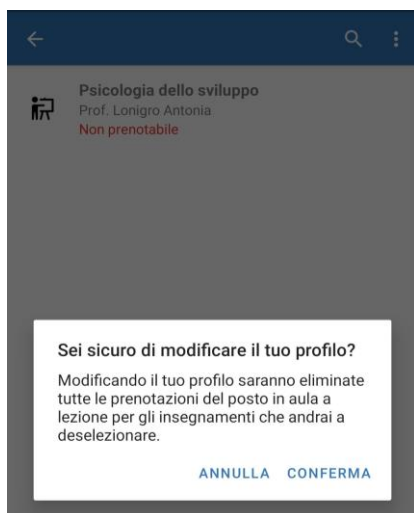 Psicologia dello sviluppo
Prof. Lonigro Antonia
Non prenotabile
Sei sicuro di modificare il tuo profilo?
Modificando il tuo profilo saranno eliminate
tutte le prenotazioni del posto in aula a
lezione per gli insegnamenti che andrai a
deselezionare.
ANNULLA CONFERMA